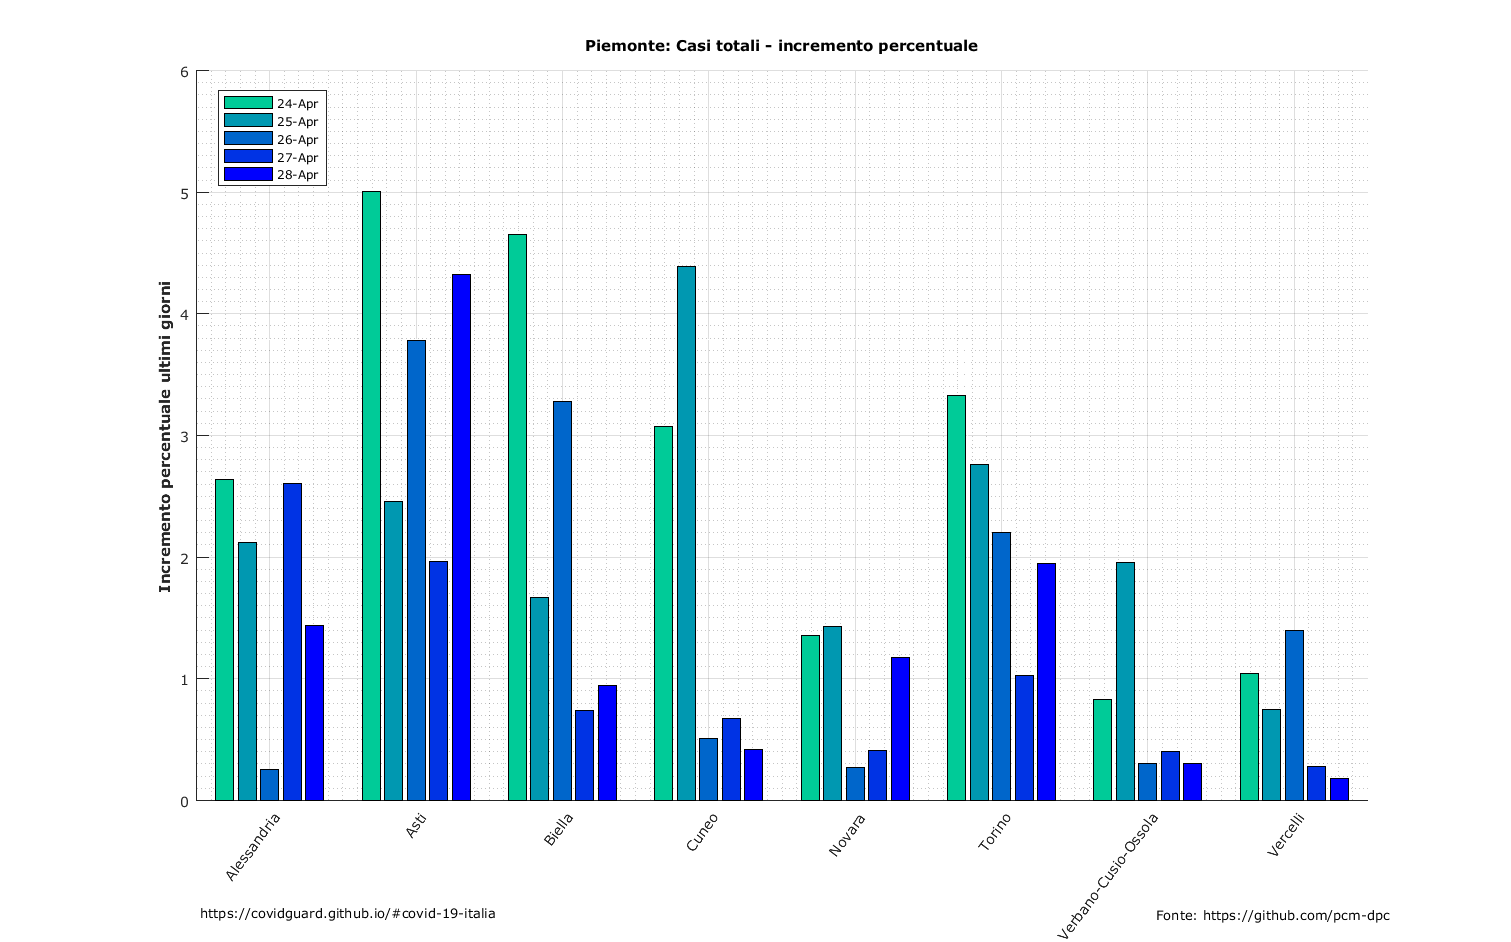 Piemonte: Casi totali - incremento percentuale
6
5
4
3
2
1
0
24-Apr
25-Apr
26-Apr
27-Apr
28-Apr
Incremento percentuale ultimi giorni
Alessandria
Asti
Biella
Cuneo
Novara
Torino
Verbano-Cusio-Ossola
Vercelli
https://covidguard.github.io/#covid-19-italia
Fonte: https://github.com/pcm-dpc